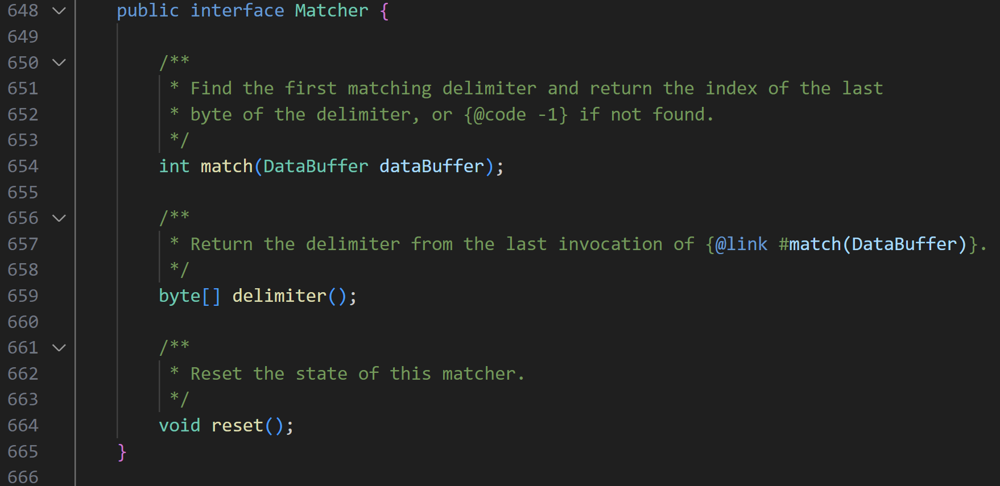 648 public interface Matcher {
649
650 /**
651 * Find the first matching delimiter and return the index of the last
652 * byte of the delimiter, or {@code -1} if not found.
653 */
654 int match(DataBuffer dataBuffer);
655
656 /**
657 * Return the delimiter from the last invocation of {@link #match(DataBuffer)}.
658 */
659 byte[] delimiter();
660
661 /**
662 * Reset the state of this matcher.
663 */
664 void reset();
665 }
666